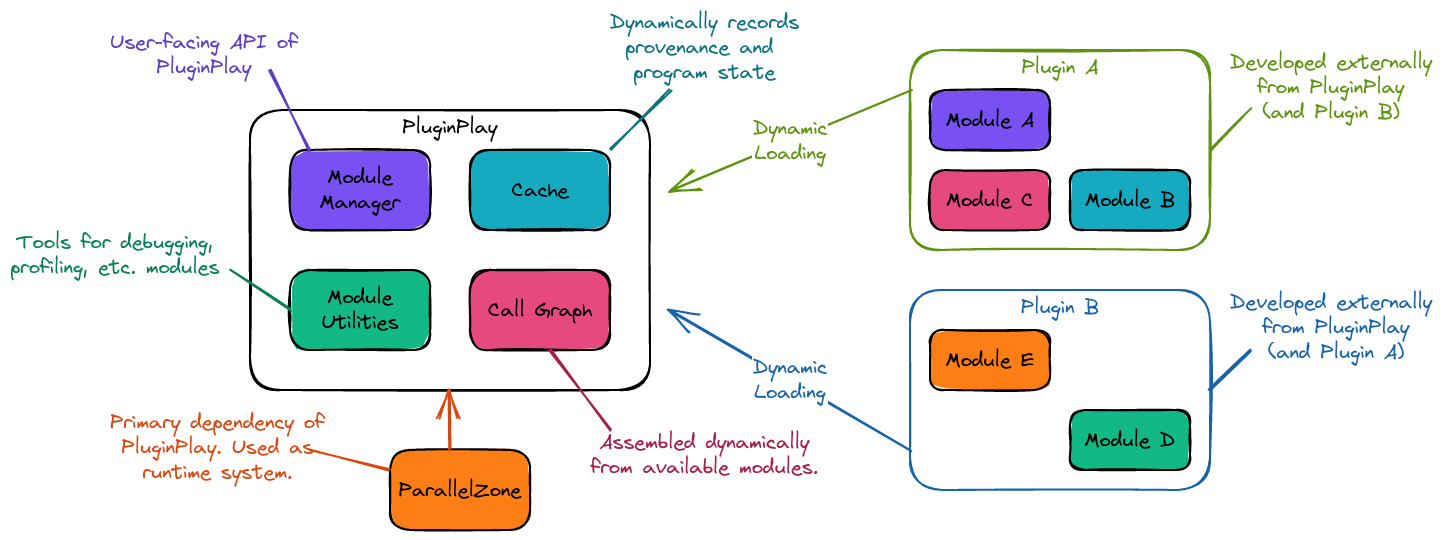 User-facing API of
PluginPlay
Dynamically records
provenance and
program state
PluginPlay
Module
Manager
Cache
Tools for debugging,
profiling, etc. modules
Module
Utilities
Call Graph
Primary dependency of
PluginPlay. Used as
runtime system.
ParallelZone
Assembled dynamically
from available modules.
Dynamic
Loading
Plugin A
Module A
Module C
Module B
Developed externally
from PluginPlay
(and Plugin B)
Dynamic
Loading
Plugin B
Module E
Module D
Developed externally
from PluginPlay
(and Plugin A)